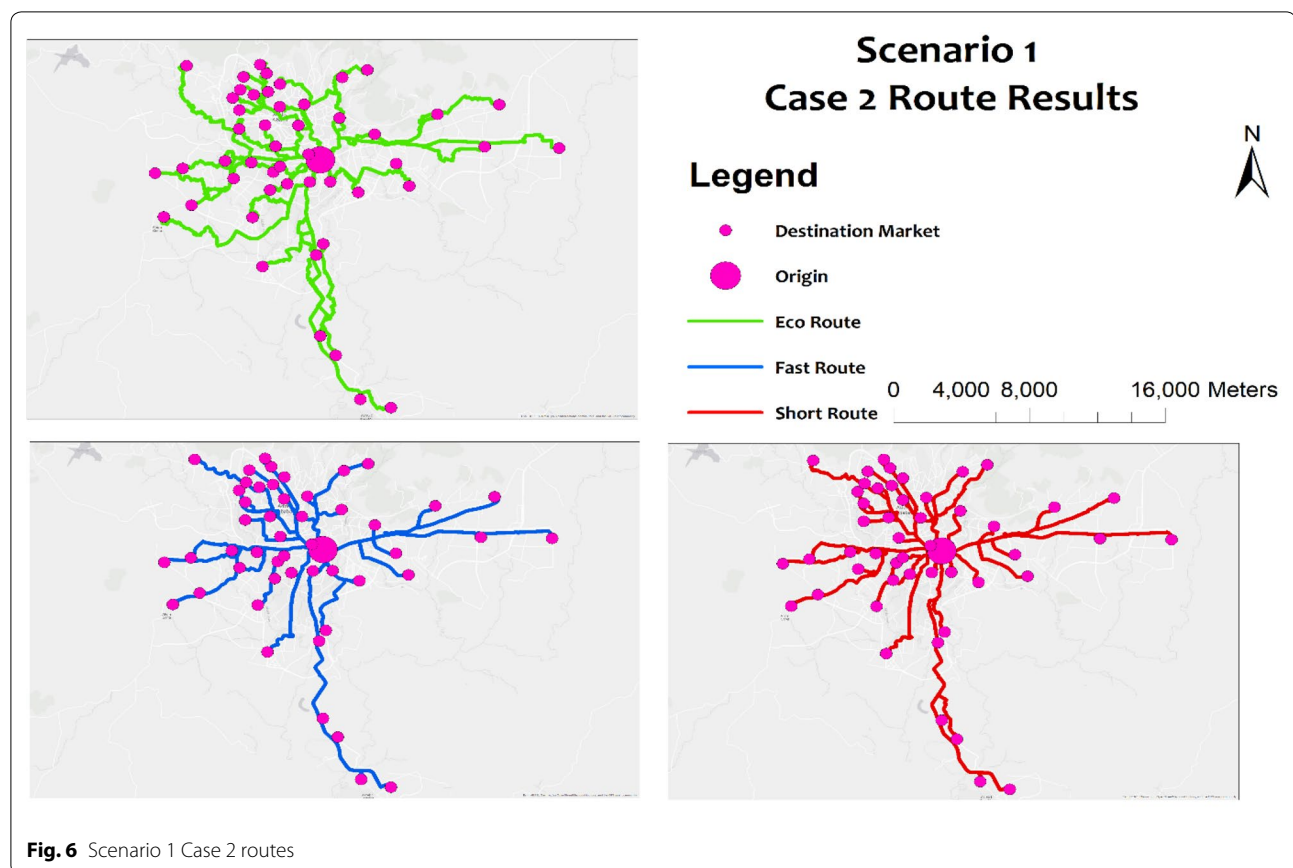 Scenario 1
Case 2 Route Results
N
Legend
Destination Market
Origin
Eco Route
Fast Route
Short Route
0 4,000 8,000 16,000 Meters
Fig. 6 Scenario 1 Case 2 routes